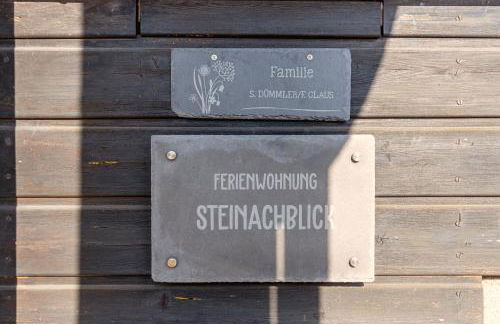 Familie
S. DÜMMLER/F. CLAUS
FERIENWOHNUNG
STEINACHBLICK